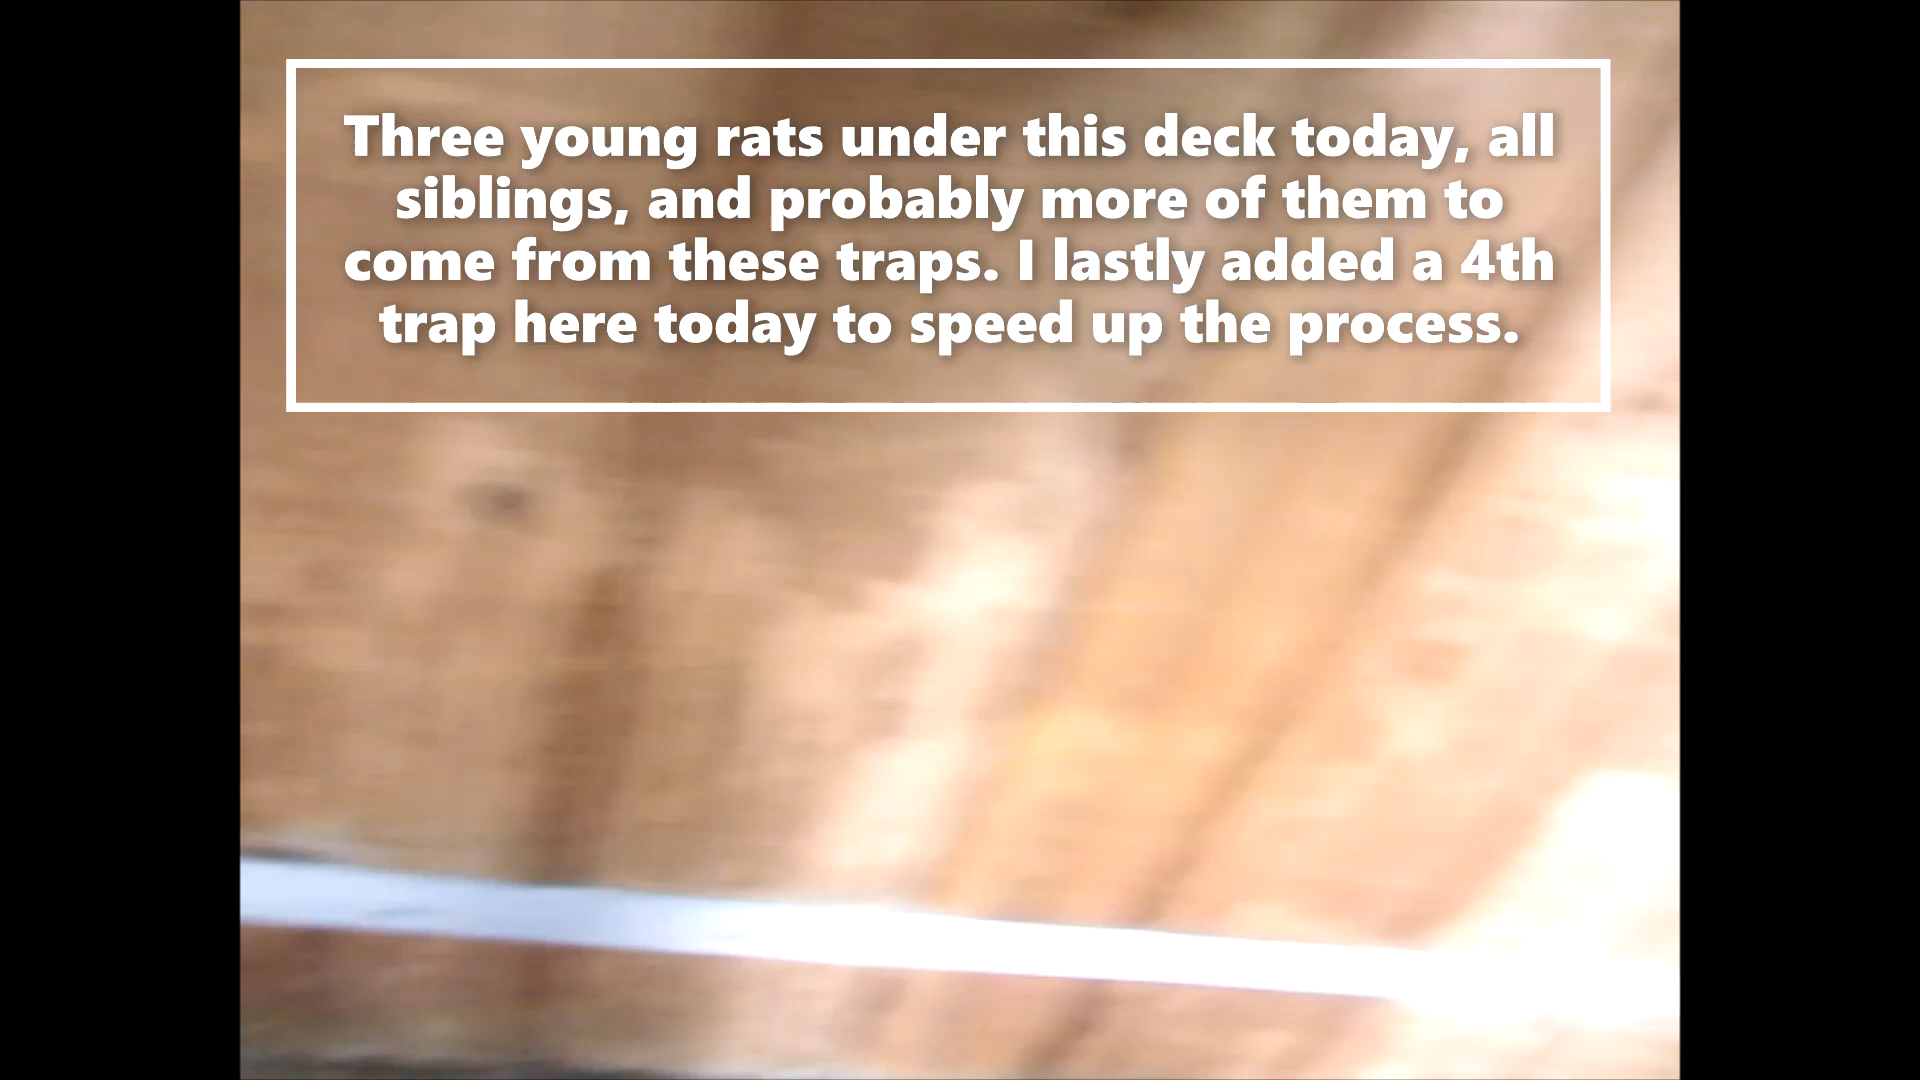 Three young rats under this deck today, all
siblings, and probably more of them to
come from these traps. I lastly added a 4th
trap here today to speed up the process.